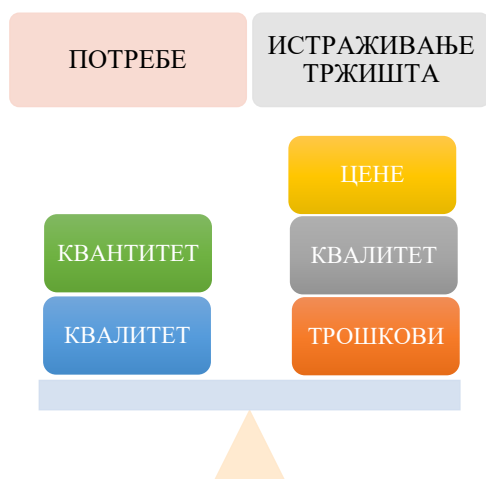 ПОТРЕБЕ
ИСТРАЖИВАЊЕ
ТРЖИШТА
ЦЕНЕ
КВАНТИТЕТ
КВАЛИТЕТ
КВАЛИТЕТ
ТРОШКОВИ